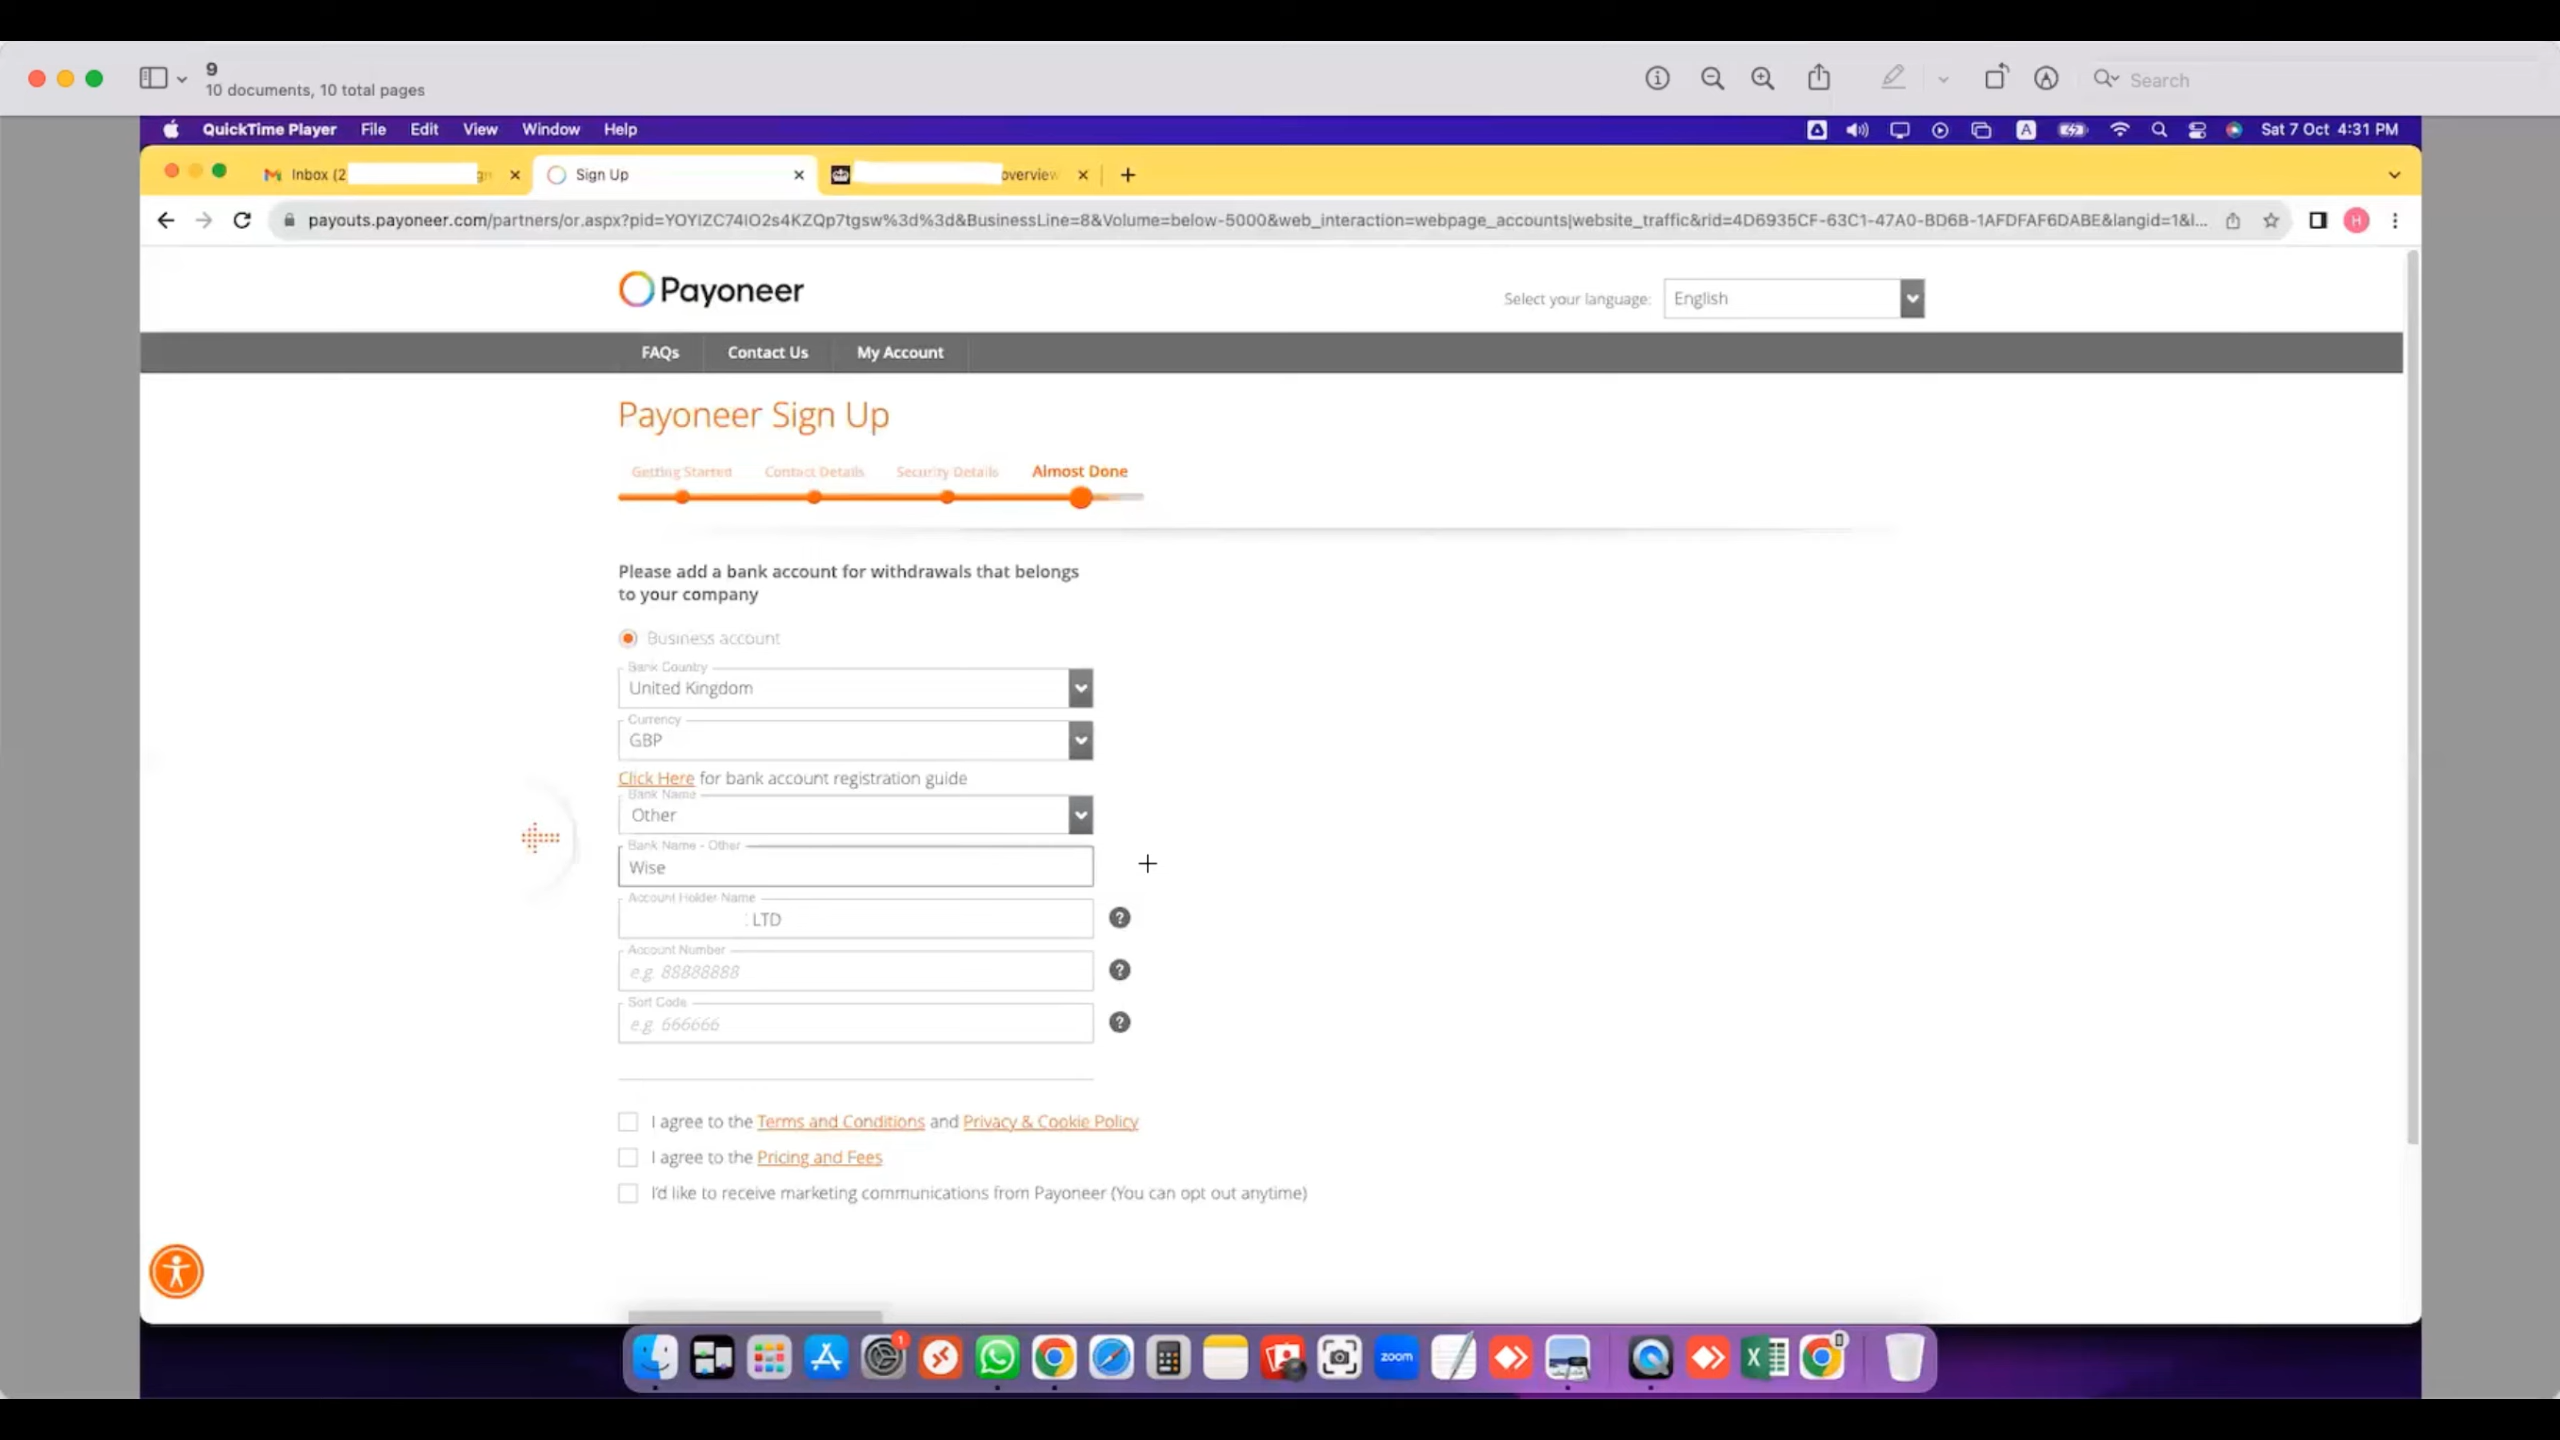 9
10 documents, 10 total pages
Search
QuickTime Player File Edit View Window Help
A
Sat 7 Oct 4:31 PM
Inbox (2
Sign Up
overview
payouts.payoneer.com/partners/or.aspx?pid=YOYIZC74IO2s4KZQp7tgsw%3d%3d&BusinessLine=8&Volume=below-5000&web_interaction=webpage_accounts|website_traffic&rid=4D6935CF-63C1-47A0-BD6B-1AFDFAF6DABE&langid=1&l...
H
Payoneer
Select your language: English
FAQs Contact Us My Account
Payoneer Sign Up
Getting Started Contact Details Security Details Almost Done
Please add a bank account for withdrawals that belongs
to your company
Business account
Bank Country
United Kingdom
Currency
GBP
Click Here for bank account registration guide
Bank Name
Other
Bank Name - Other
Wise
Account Holder Name
LTD
?
Account Number
e.g. 88888888
?
Sort Code
e.g. 666666
?
I agree to the Terms and Conditions and Privacy & Cookie Policy
I agree to the Pricing and Fees
I'd like to receive marketing communications from Payoneer (You can opt out anytime)
1
zoom
X